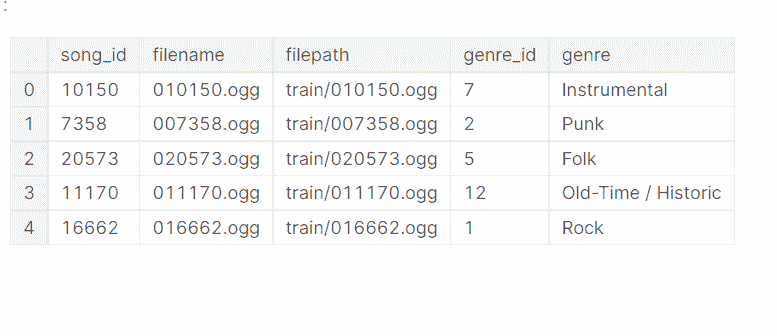 :
song_id filename filepath genre_id genre
0 10150 010150.ogg train/010150.ogg 7 Instrumental
1 7358 007358.ogg train/007358.ogg 2 Punk
2 20573 020573.ogg train/020573.ogg 5 Folk
3 11170 011170.ogg train/011170.ogg 12 Old-Time / Historic
4 16662 016662.ogg train/016662.ogg 1 Rock